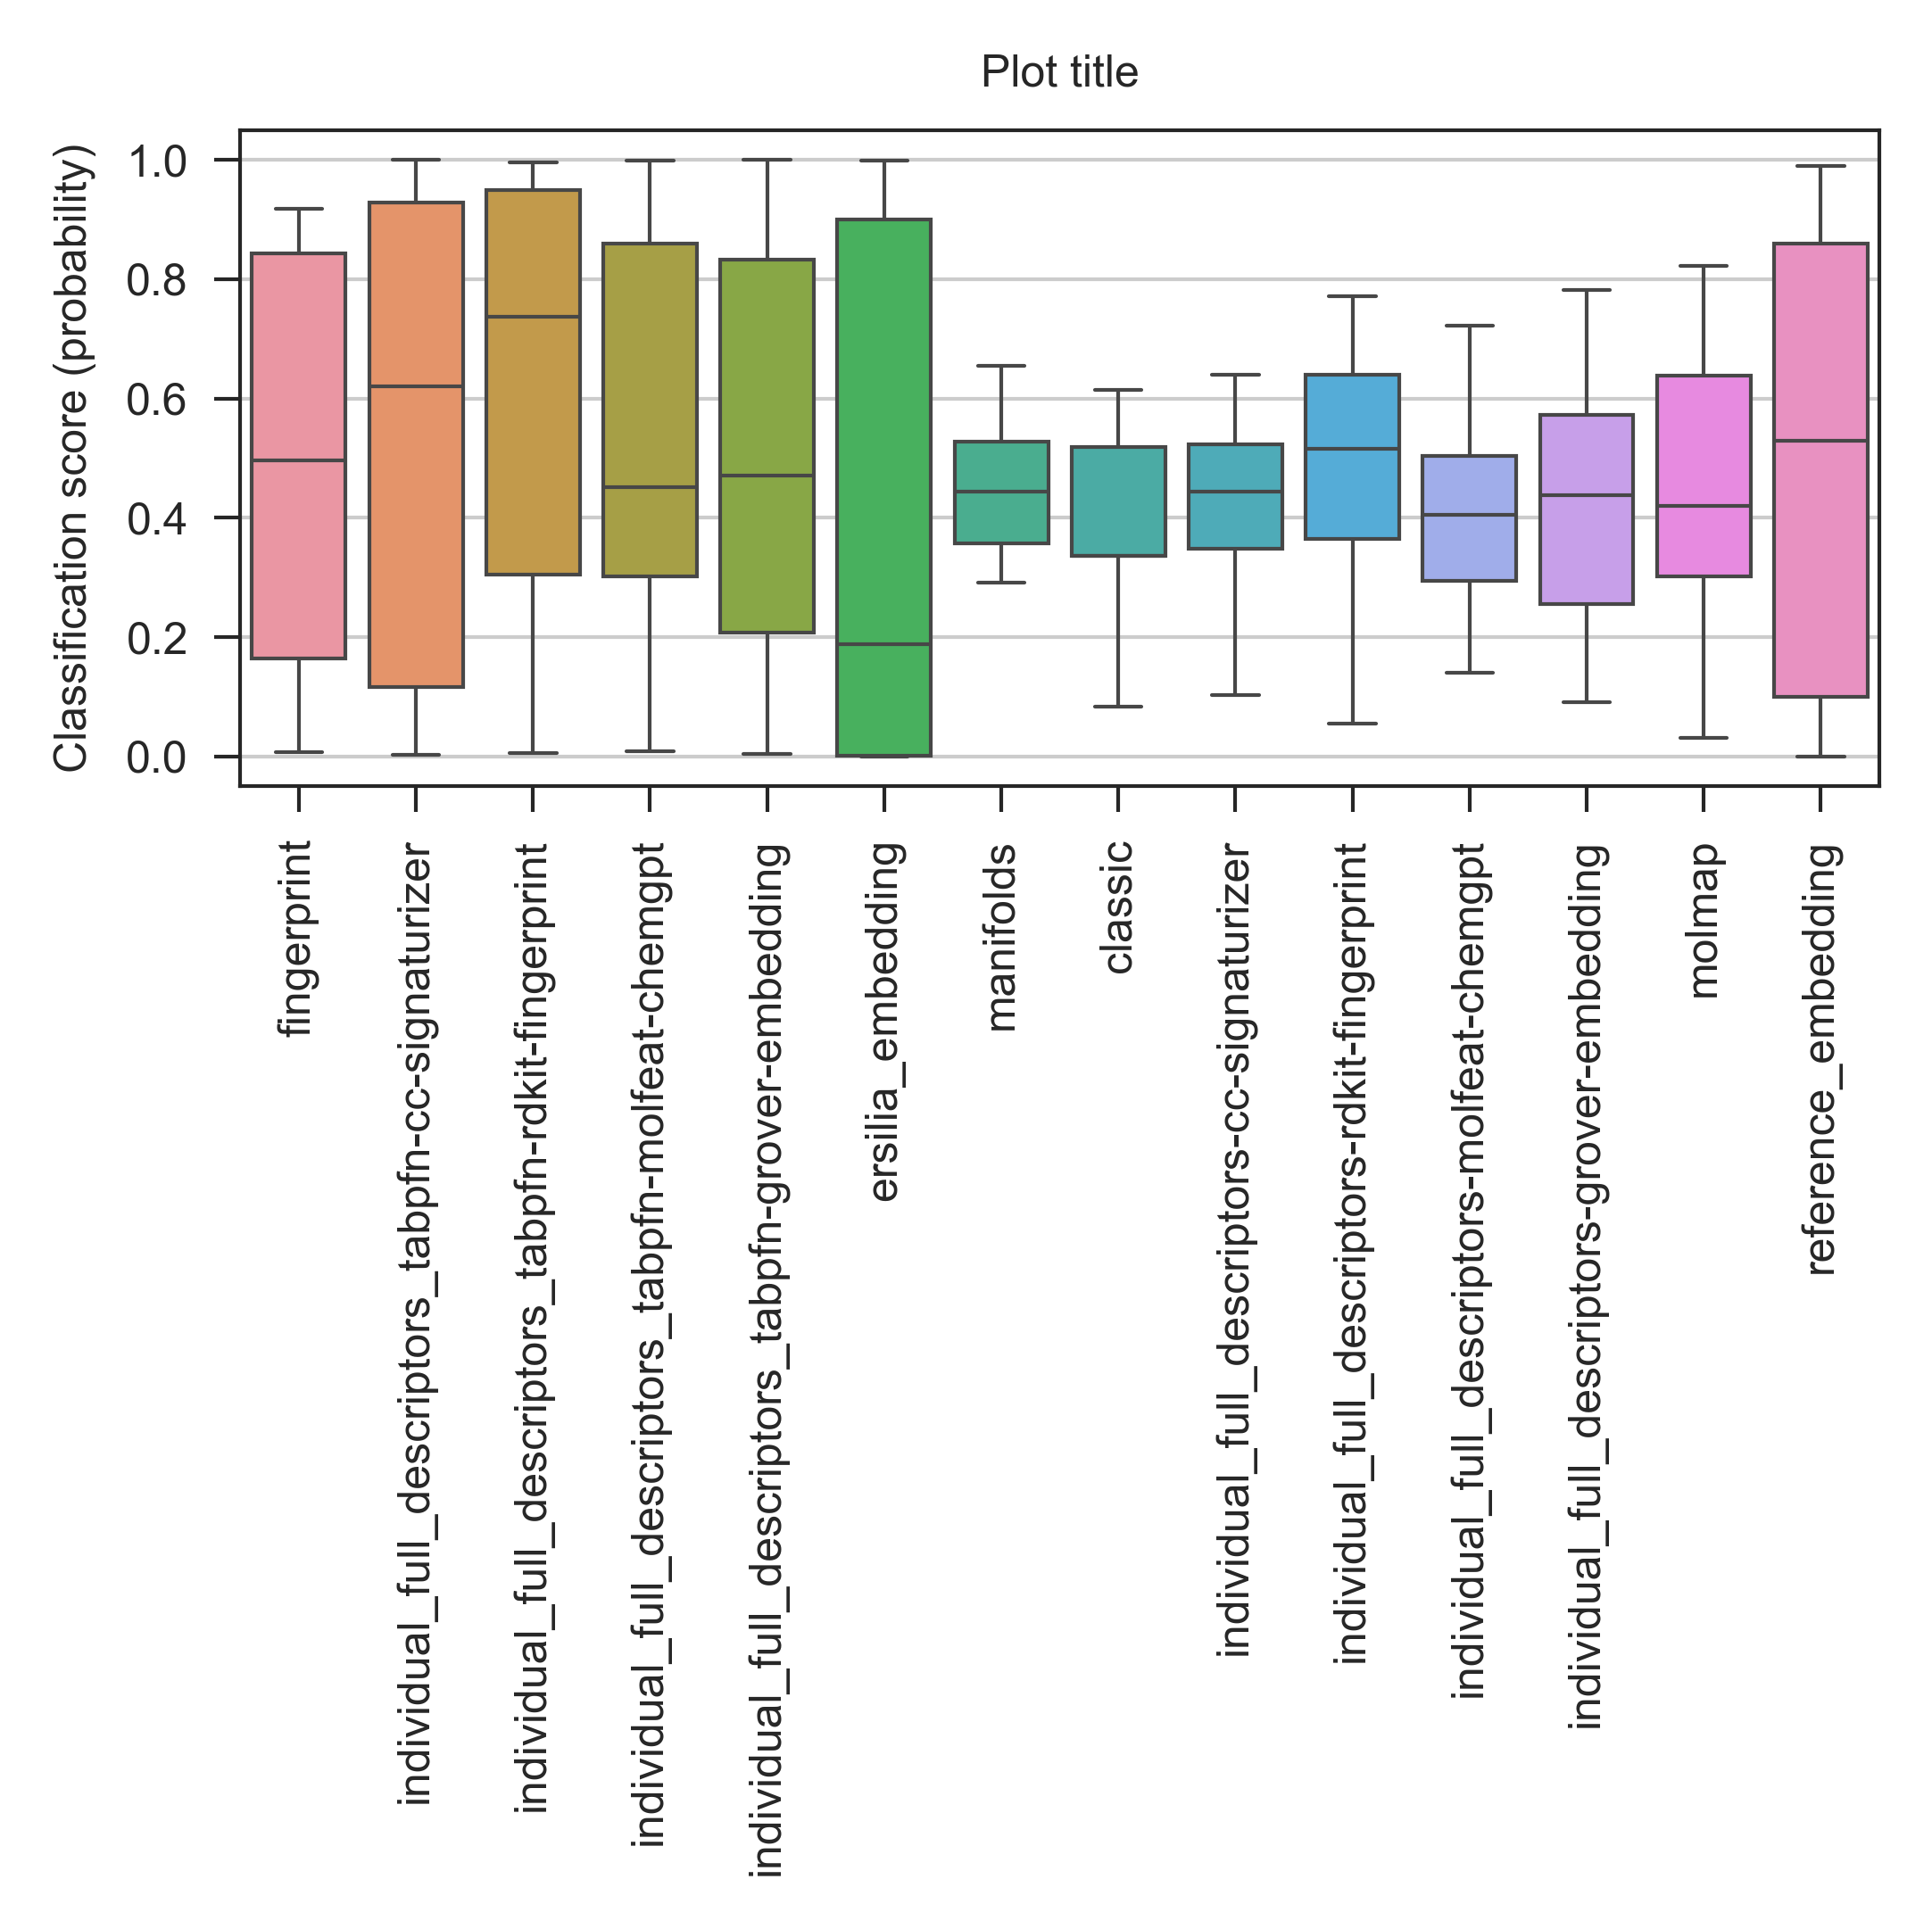 Plot title
Classification score (probability)
1.0
0.8
0.6
0.4
0.2
0.0
fingerprint
individual_full_descriptors_tabpfn-cc-signaturizer
individual_full_descriptors_tabpfn-rdkit-fingerprint
individual_full_descriptors_tabpfn-molfeat-chemgpt
individual_full_descriptors_tabpfn-grover-embedding
ersilia_embedding
manifolds
classic
individual_full_descriptors-cc-signaturizer
individual_full_descriptors-rdkit-fingerprint
individual_full_descriptors-molfeat-chemgpt
individual_full_descriptors-grover-embedding
molmap
reference_embedding